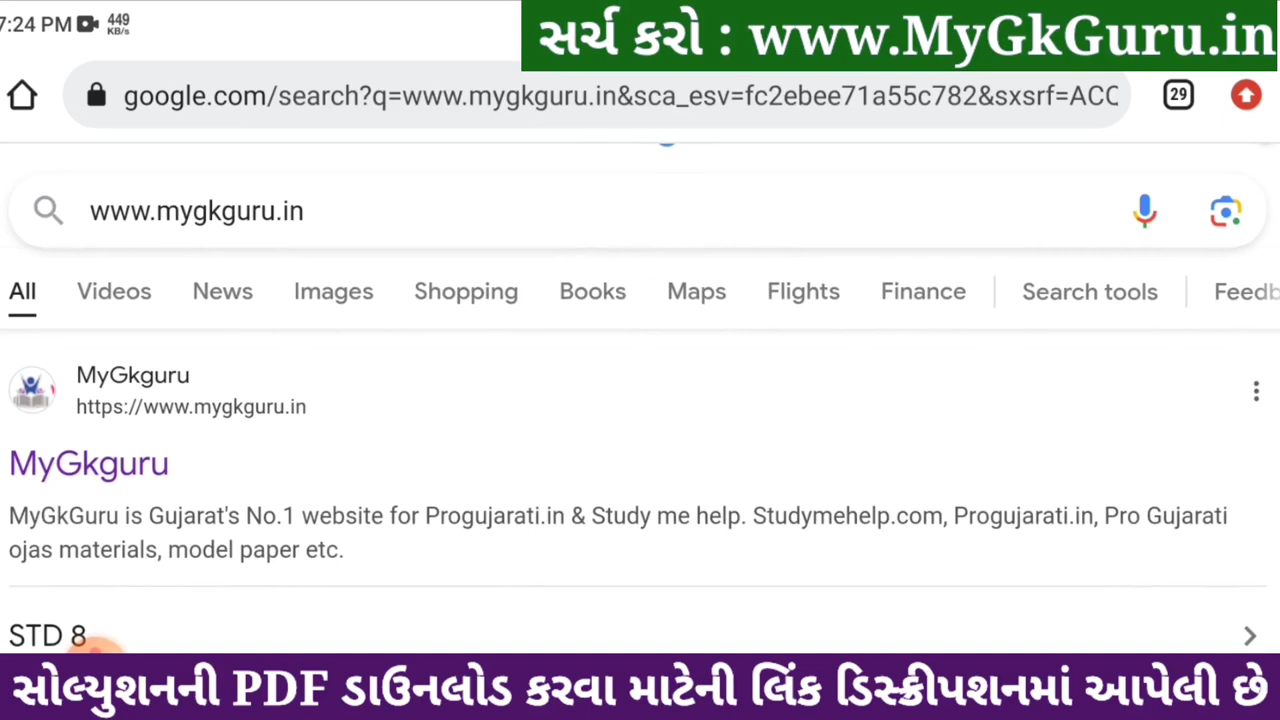 7:24 PM 449 KB/s
સર્ચ કરો : www.MyGkGuru.in
google.com/search?q=www.mygkguru.in&sca_esv=fc2ebee71a55c782&sxsrf=ACC
29
www.mygkguru.in
All Videos News Images Shopping Books Maps Flights Finance Search tools Feedb
MyGkguru
https://www.mygkguru.in
MyGkguru
MyGkGuru is Gujarat's No.1 website for Progujarati.in & Study me help. Studymehelp.com, Progujarati.in, Pro Gujarati
ojas materials, model paper etc.
STD 8
સોલ્યુશનની PDF ડાઉનલોડ કરવા માટેની લિંક ડિસ્ક્રીપશનમાં આપેલી છે